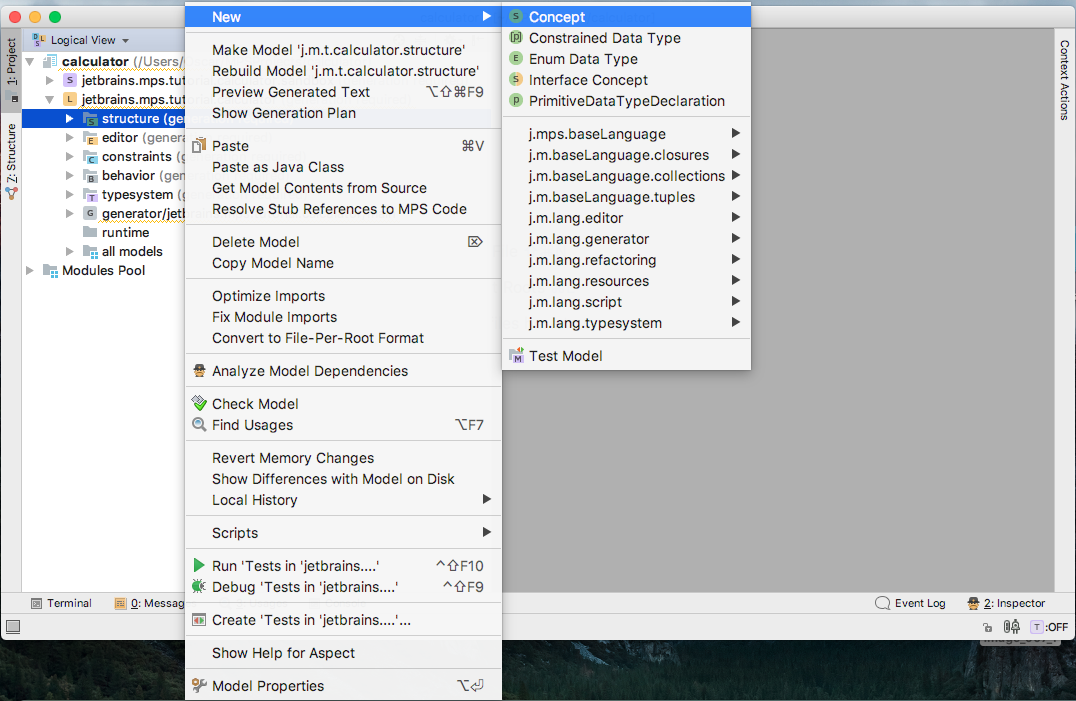 1: Project
Z: Structure
Logical View
calculator (/Users/
jetbrains.mps.tut
jetbrains.mps.tut
structure (gen
editor (genera
constraints (g
behavior (gen
typesystem (g
generator/jetb
runtime
all models
Modules Pool
New
Make Model 'j.m.t.calculator.structure'
Rebuild Model 'j.m.t.calculator.structure'
Preview Generated Text ⌥⇧⌘F9
Show Generation Plan
Paste ⌘V
Paste as Java Class
Get Model Contents from Source
Resolve Stub References to MPS Code
Delete Model ⌦
Copy Model Name
Optimize Imports
Fix Module Imports
Convert to File-Per-Root Format
Analyze Model Dependencies
Check Model
Find Usages ⌥F7
Revert Memory Changes
Show Differences with Model on Disk
Local History
Scripts
Run 'Tests in 'jetbrains....' ^⇧F10
Debug 'Tests in 'jetbrains....' ^⇧F9
Create 'Tests in 'jetbrains....'...
Show Help for Aspect
Model Properties ⌥⏎
Concept
Constrained Data Type
Enum Data Type
Interface Concept
PrimitiveDataTypeDeclaration
j.mps.baseLanguage
j.m.baseLanguage.closures
j.m.baseLanguage.collections
j.m.baseLanguage.tuples
j.m.lang.editor
j.m.lang.generator
j.m.lang.refactoring
j.m.lang.resources
j.m.lang.script
j.m.lang.typesystem
Test Model
Context Actions
Terminal
0: Messag
Event Log
2: Inspector
T :OFF